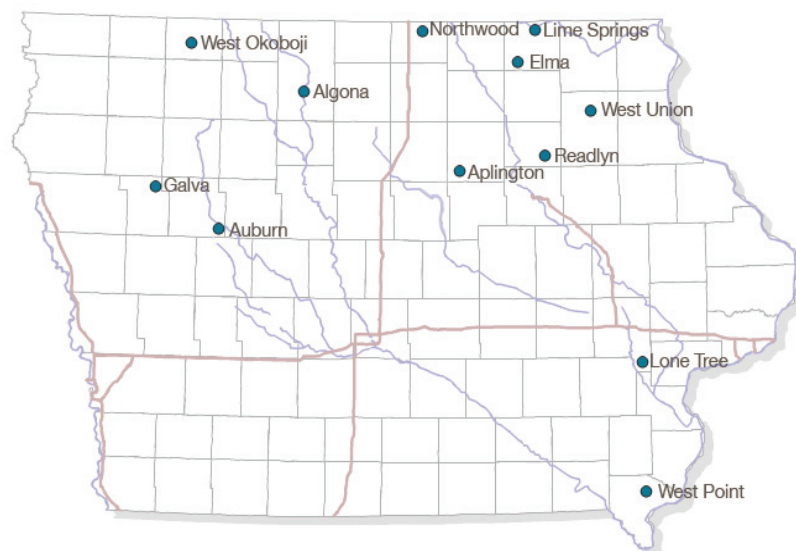 Northwood
Lime Springs
West Okoboji
Elma
Algona
West Union
Readlyn
Aplington
Galva
Auburn
Lone Tree
West Point